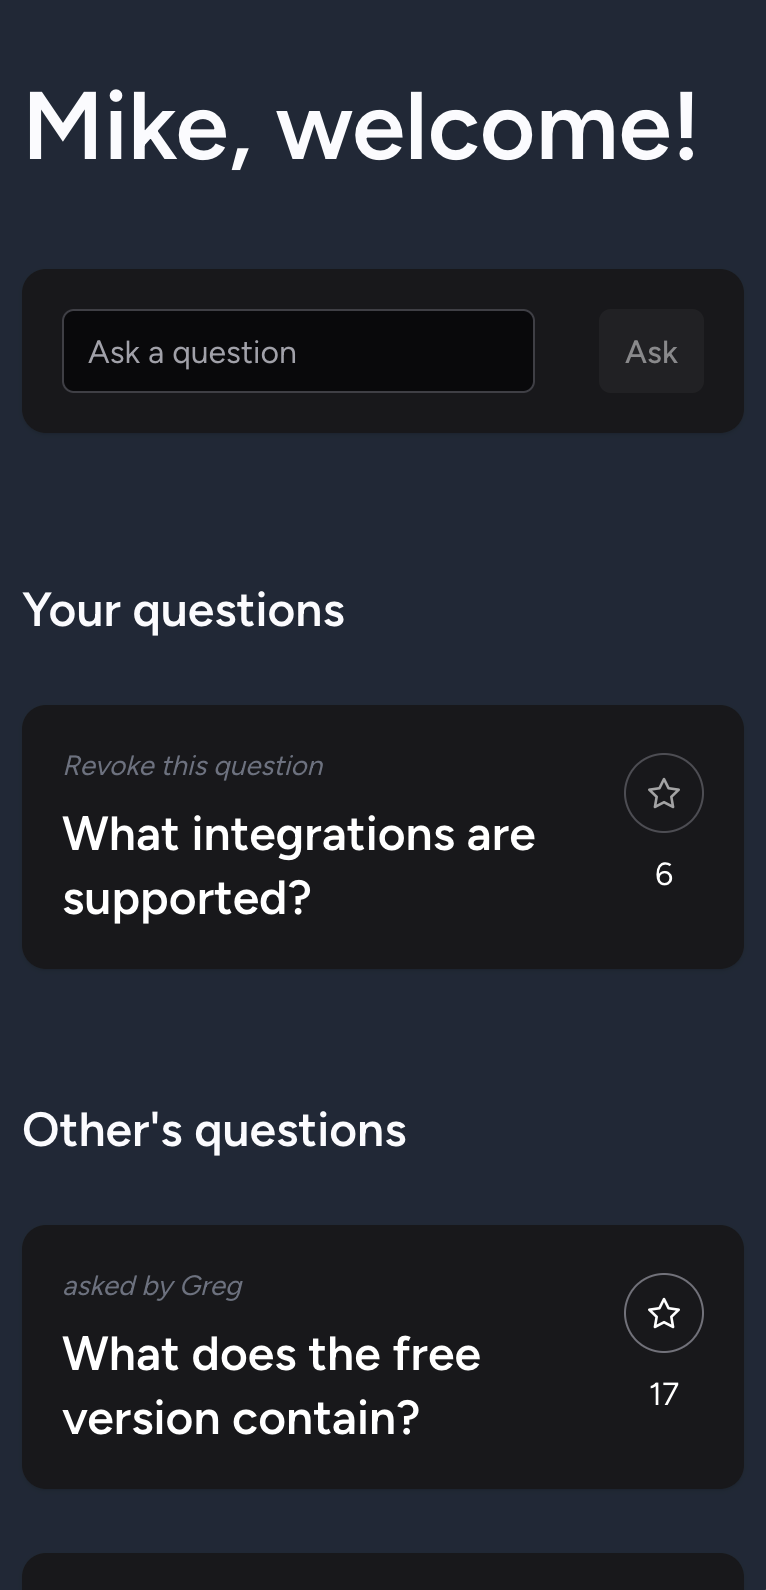 Mike, welcome!
Ask a question
Ask
Your questions
Revoke this question
What integrations are
supported?
6
Other's questions
asked by Greg
What does the free
version contain?
17